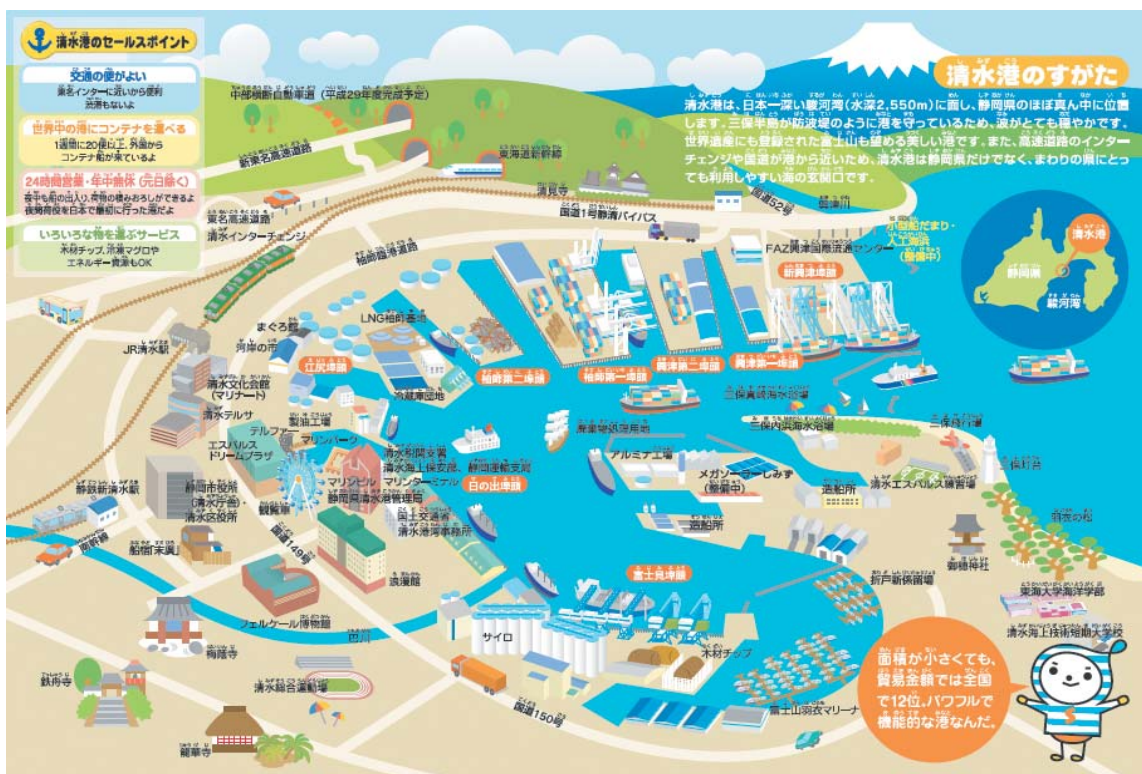 清水港のセールスポイント
交通の便がよい
東名インターに近いから便利
渋滞もないよ
世界中の港にコンテナを運べる
1週間に20便以上、外国から
コンテナ船が来ているよ
24時間営業・年中無休（元日除く）
夜中も船の出入り、荷物の積みおろしができるよ
夜間荷役を日本で最初に行った港だよ
いろいろな物を運ぶサービス
木材チップ、冷凍マグロや
エネルギー資源もOK
清水港のすがた
清水港は、日本一深い駿河湾（水深2,550m）に面し、静岡県のほぼ真ん中に位置
します。三保半島が防波堤のように港を守っているため、波がとても穏やかです。
世界遺産にも登録された富士山も望める美しい港です。また、高速道路のインター
チェンジや国道が港から近いため、清水港は静岡県だけでなく、まわりの県にとっ
ても利用しやすい海の玄関口です。
中部横断自動車道（平成29年度完成予定）
新東名高速道路
東海道新幹線
清見寺
国道1号静清バイパス
国道52号
興津川
東名高速道路
清水インターチェンジ
袖師臨港道路
FAZ興津国際流通センター
小型船だまり・
人工海浜
（整備中）
新興津埠頭
清水港
静岡県
駿河湾
JR清水駅
まぐろ館
河岸の市
LNG袖師基地
江尻埠頭
冷蔵庫団地
袖師第二埠頭
袖師第一埠頭
興津第二埠頭
興津第一埠頭
清水文化会館
（マリナート）
清水テルサ
製油工場
テルファー
エスパルス
ドリームプラザ
マリンパーク
清水税関支署
清水海上保安部、静岡運輸支局
マリンビル
マリンターミナル
日の出埠頭
静岡県清水港管理局
国土交通省
清水港湾事務所
観覧車
静鉄新清水駅
静岡市役所
（清水庁舎）・
清水区役所
船宿「末廣」
南幹線
国道149号
浪漫館
フェルケール博物館
巴川
廃棄物処理用地
アルミナ工場
メガソーラーしみず
（整備中）
造船所
造船所
三保真崎海水浴場
三保内浜海水浴場
三保飛行場
三保灯台
清水エスパルス練習場
羽衣の松
御穂神社
折戸新係留場
東海大学海洋学部
清水海上技術短期大学校
富士見埠頭
サイロ
木材チップ
富士山羽衣マリーナ
国道150号
梅蔭寺
鉄舟寺
てっしゅうじ
清水総合運動場
龍華寺
面積が小さくても、
貿易金額では全国
で12位。パワフルで
機能的な港なんだ。